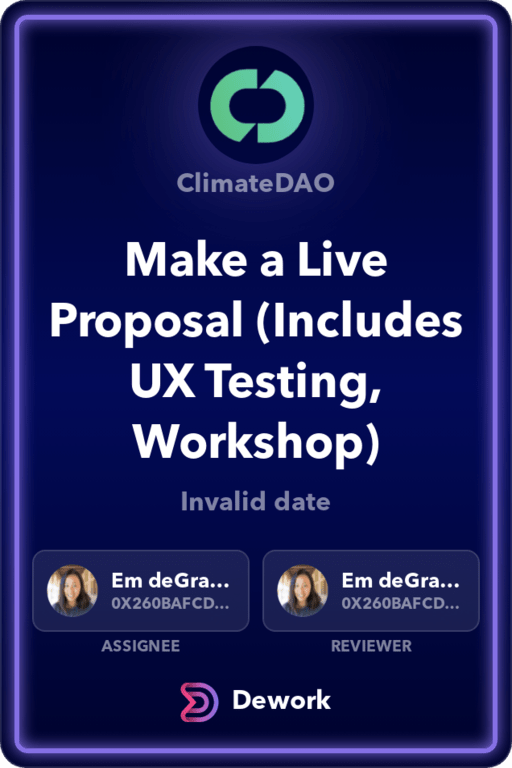 ClimateDAO
Make a Live
Proposal (Includes
UX Testing,
Workshop)
Invalid date
Em deGra...
0X260BAFCD...
ASSIGNEE
Em deGra...
0X260BAFCD...
REVIEWER
Dework